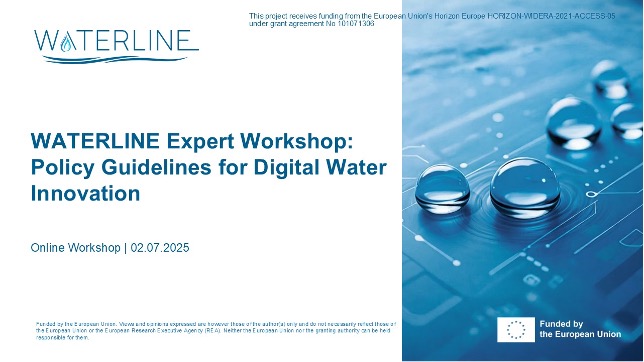 This project receives funding from the European Union's Horizon Europe HORIZON-WIDERA-2021-ACCESS-05
under grant agreement No 101071306
WATERLINE
WATERLINE Expert Workshop:
Policy Guidelines for Digital Water
Innovation
Online Workshop | 02.07.2025
Funded by the European Union. Views and opinions expressed are however those of the author(s) only and do not necessarily reflect those of
the European Union or the European Research Executive Agency (REA). Neither the European Union nor the granting authority can be held
responsible for them.
Funded by
the European Union